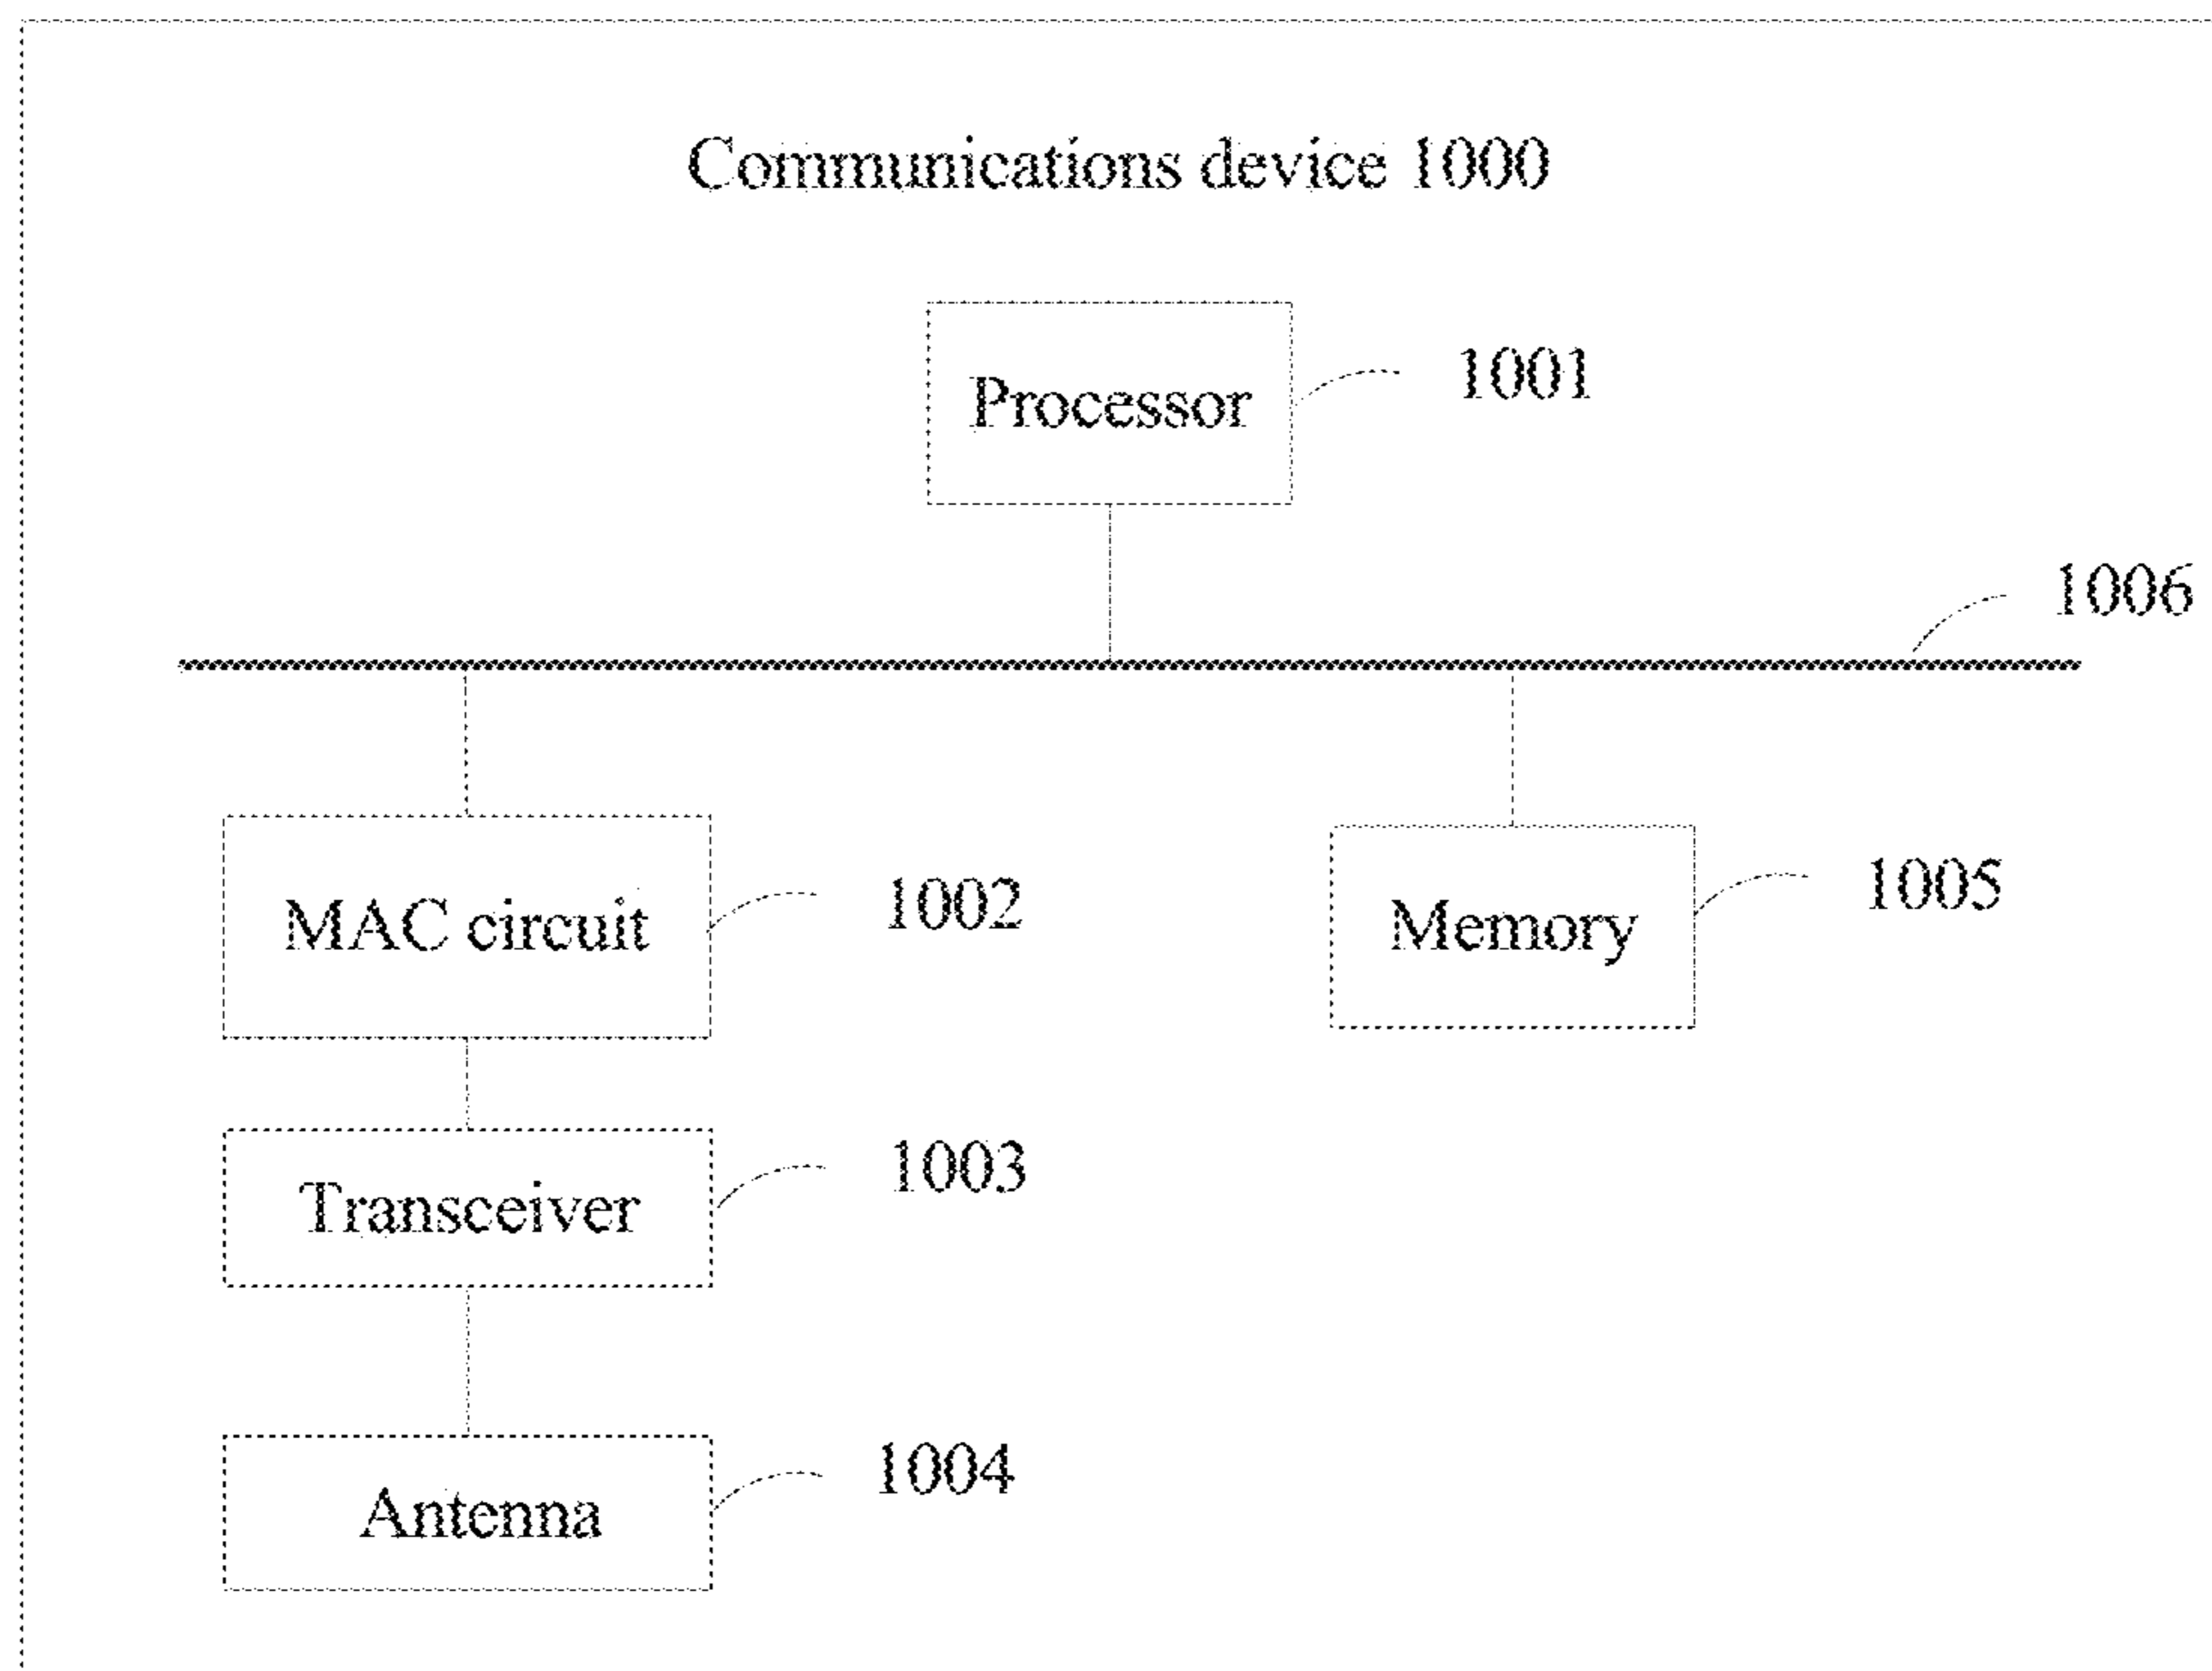 Communications device 1000
Processor
1001
1006
MAC circuit
1002
Memory
1005
Transceiver
1003
Antenna
1004